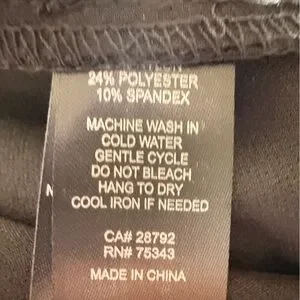 24% POLYESTER
10% SPANDEX
MACHINE WASH IN
COLD WATER
GENTLE CYCLE
DO NOT BLEACH
HANG TO DRY
COOL IRON IF NEEDED
CA# 28792
RN# 75343
MADE IN CHINA